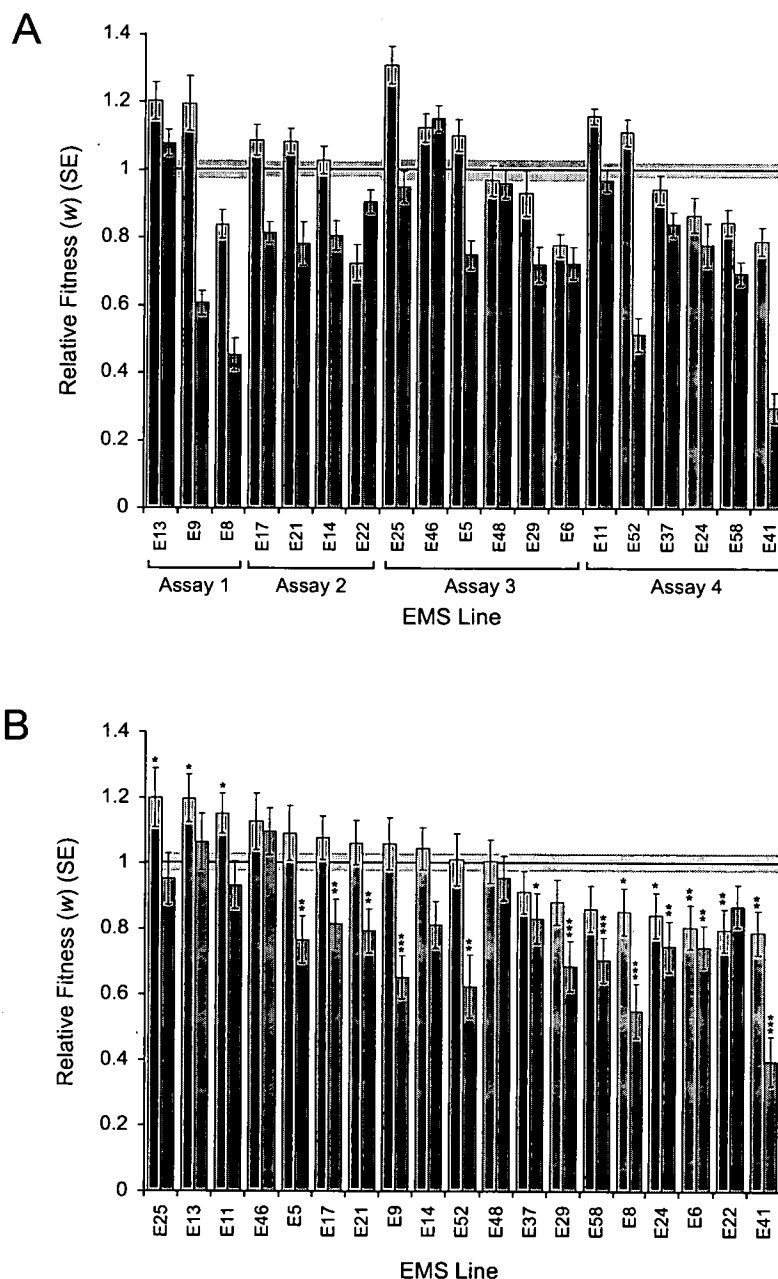 A
Relative Fitness (w) (SE)
1.4
1.2
1
0.8
0.6
0.4
0.2
0
E13 E9 E8 E17 E21 E14 E22 E25 E46 E5 E48 E29 E6 E11 E52 E37 E24 E58 E41
Assay 1 Assay 2 Assay 3 Assay 4
EMS Line
B
Relative Fitness (w) (SE)
1.4
1.2
1
0.8
0.6
0.4
0.2
0
* * * ** ** ** *** ** * *** *** * *** * ** ** ** ** ** ***
E25 E13 E11 E46 E5 E17 E21 E9 E14 E52 E48 E37 E29 E58 E8 E24 E6 E22 E41
EMS Line